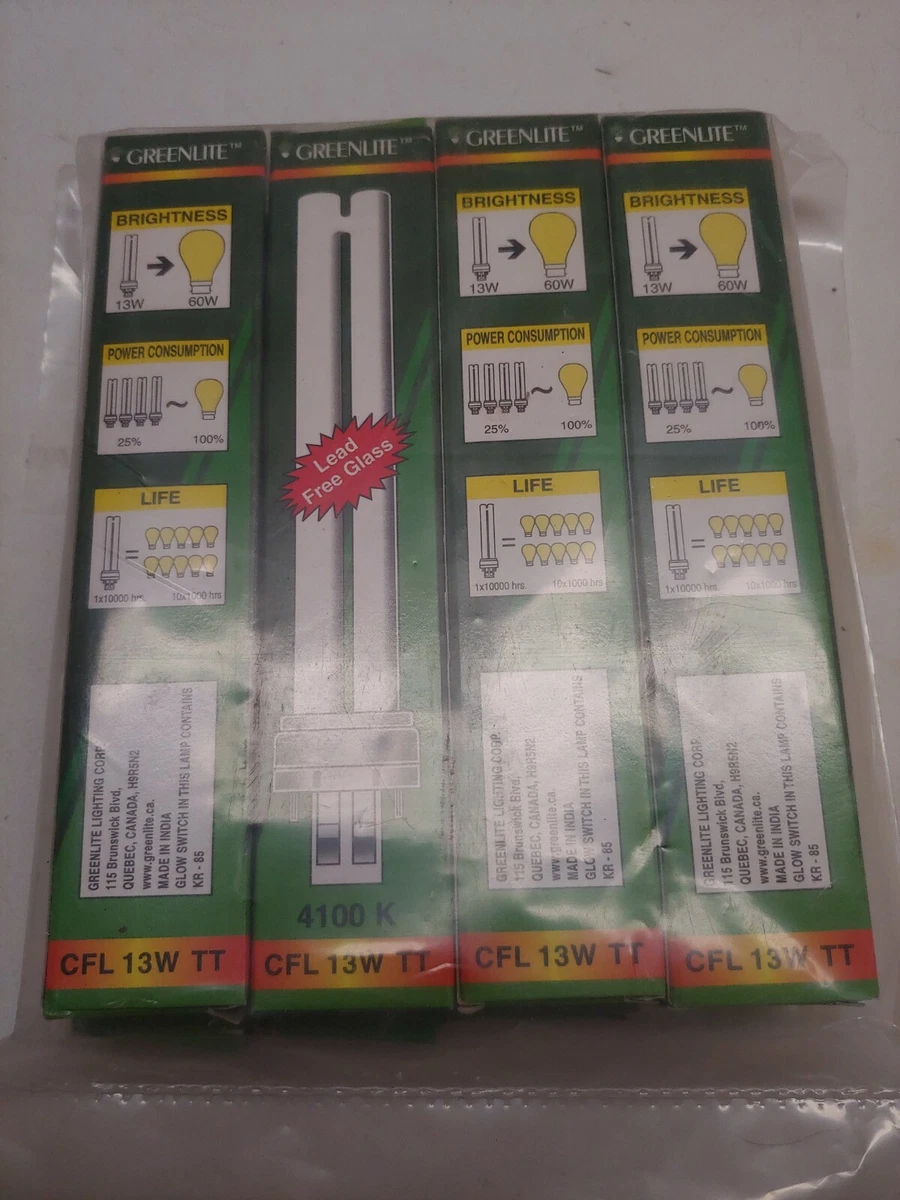 GREENLITE™
BRIGHTNESS
13W
60W
POWER CONSUMPTION
25%
100%
LIFE
1x10000 hrs.
10x1000 hrs
GREENLITE LIGHTING CORP
115 Brunswick Blvd,
QUEBEC, CANADA, H9R5N2
www.greenlite.ca.
MADE IN INDIA
GLOW SWITCH IN THIS LAMP CONTAINS
KR - 85
CFL 13W TT
GREENLITE™
Lead
Free Glass
4100 K
CFL 13W TT
GREENLITE™
BRIGHTNESS
13W
60W
POWER CONSUMPTION
25%
100%
LIFE
1x10000 hrs.
10x1000 hrs
GREENLITE LIGHTING CORP
115 Brunswick Blvd,
QUEBEC, CANADA, H9R5N2
www.greenlite.ca.
MADE IN INDIA
GLOW SWITCH IN THIS LAMP CONTAINS
KR - 85
CFL 13W TT
GREENLITE™
BRIGHTNESS
13W
60W
POWER CONSUMPTION
25%
100%
LIFE
1x10000 hrs.
10x1000 hrs
GREENLITE LIGHTING CORP
115 Brunswick Blvd,
QUEBEC, CANADA, H9R5N2
www.greenlite.ca.
MADE IN INDIA
GLOW SWITCH IN THIS LAMP CONTAINS
KR - 85
CFL 13W TT